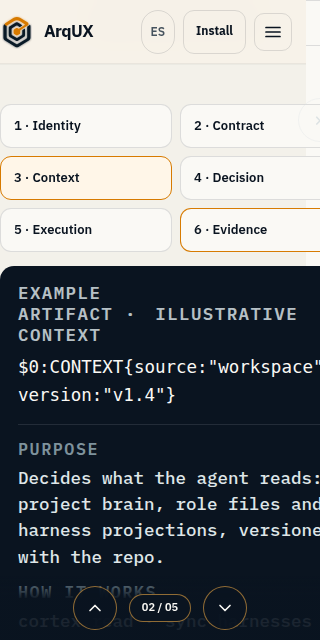 ArqUX
ES
Install
1 · Identity
2 · Contract
3 · Context
4 · Decision
5 · Execution
6 · Evidence
EXAMPLE
ARTIFACT · ILLUSTRATIVE
CONTEXT
$0:CONTEXT{source:"workspace"
version:"v1.4"}
PURPOSE
Decides what the agent reads:
project brain, role files and
harness projections, versione
with the repo.
HOW IT WORKS
02 / 05